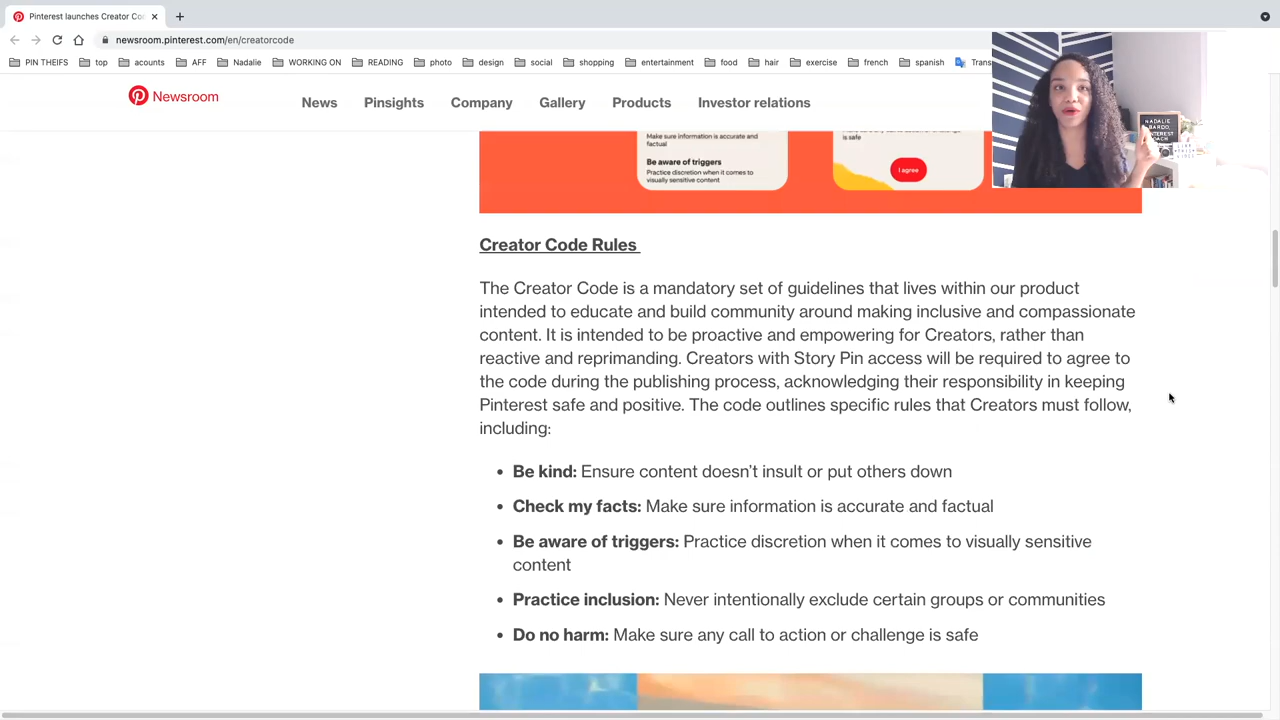 Pinterest launches Creator Co
newsroom.pinterest.com/en/creatorcode
PIN THEIFS top acounts AFF Nadalie WORKING ON READING photo design social shopping entertainment food hair exercise french spanish Trans
Newsroom News Pinsights Company Gallery Products Investor relations
NADALIE
BARDO,
PINTEREST
COACH
Make sure information is accurate and
factual
is safe
Be aware of triggers
Practice discretion when it comes to
visually sensitive content
I agree
Creator Code Rules
The Creator Code is a mandatory set of guidelines that lives within our product
intended to educate and build community around making inclusive and compassionate
content. It is intended to be proactive and empowering for Creators, rather than
reactive and reprimanding. Creators with Story Pin access will be required to agree to
the code during the publishing process, acknowledging their responsibility in keeping
Pinterest safe and positive. The code outlines specific rules that Creators must follow,
including:
• Be kind: Ensure content doesn’t insult or put others down
• Check my facts: Make sure information is accurate and factual
• Be aware of triggers: Practice discretion when it comes to visually sensitive
content
• Practice inclusion: Never intentionally exclude certain groups or communities
• Do no harm: Make sure any call to action or challenge is safe